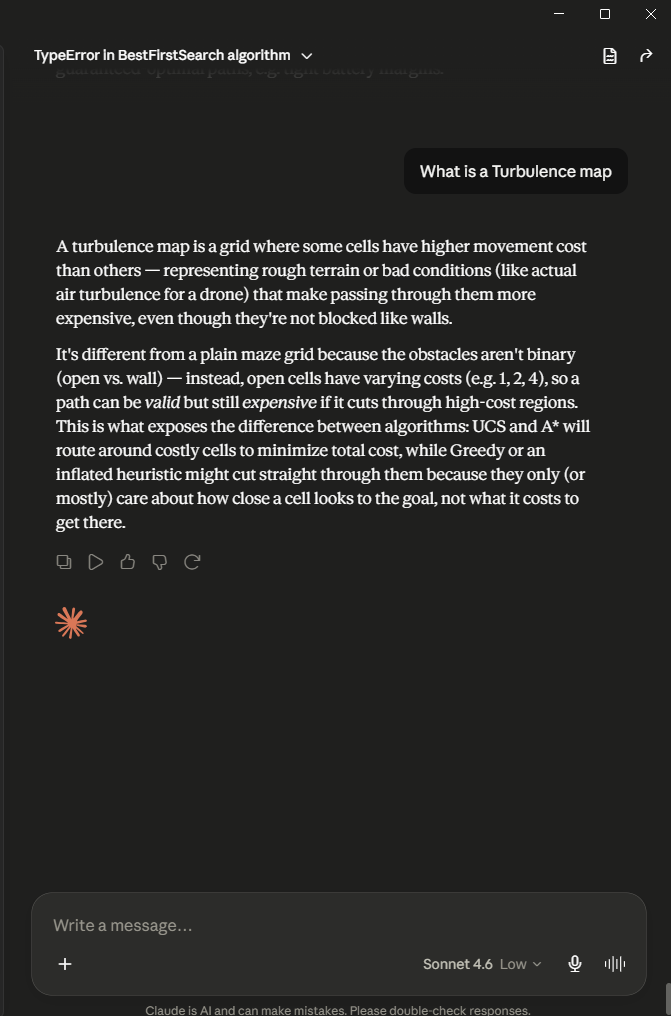 TypeError in BestFirstSearch algorithm
guaranteed-optimal paths, e.g. tight battery margins.
What is a Turbulence map
A turbulence map is a grid where some cells have higher movement cost
than others — representing rough terrain or bad conditions (like actual
air turbulence for a drone) that make passing through them more
expensive, even though they're not blocked like walls.
It's different from a plain maze grid because the obstacles aren't binary
(open vs. wall) — instead, open cells have varying costs (e.g. 1, 2, 4), so a
path can be valid but still expensive if it cuts through high-cost regions.
This is what exposes the difference between algorithms: UCS and A* will
route around costly cells to minimize total cost, while Greedy or an
inflated heuristic might cut straight through them because they only (or
mostly) care about how close a cell looks to the goal, not what it costs to
get there.
Write a message...
Sonnet 4.6 Low
Claude is AI and can make mistakes. Please double-check responses.